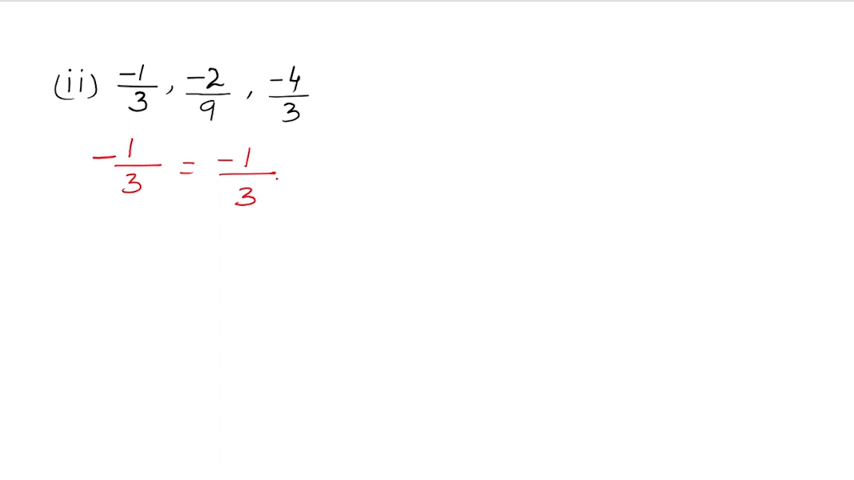 (ii) -1/3, -2/9, -4/3
-1/3 = -1/3